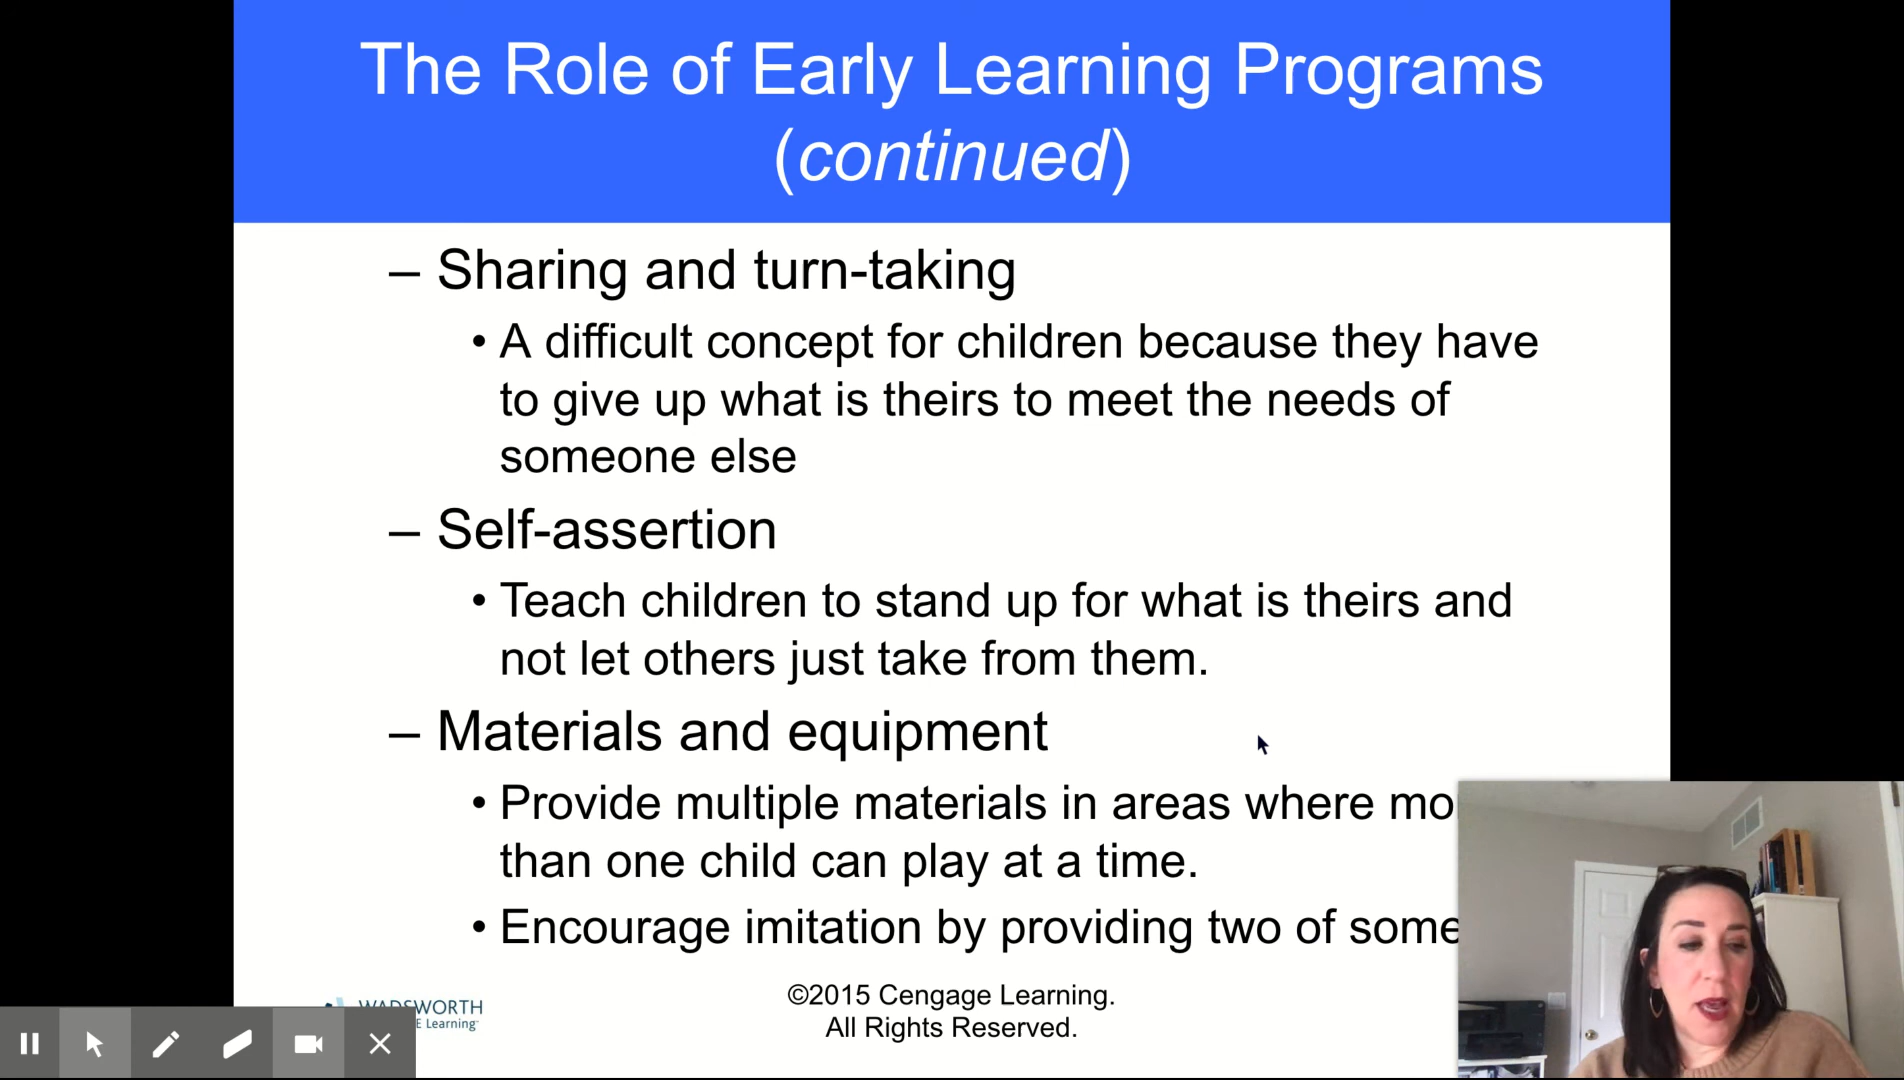 The Role of Early Learning Programs
(continued)
– Sharing and turn-taking
• A difficult concept for children because they have
to give up what is theirs to meet the needs of
someone else
– Self-assertion
• Teach children to stand up for what is theirs and
not let others just take from them.
– Materials and equipment
• Provide multiple materials in areas where mo
than one child can play at a time.
• Encourage imitation by providing two of some
©2015 Cengage Learning.
All Rights Reserved.
WADSWORTH
E Learning™